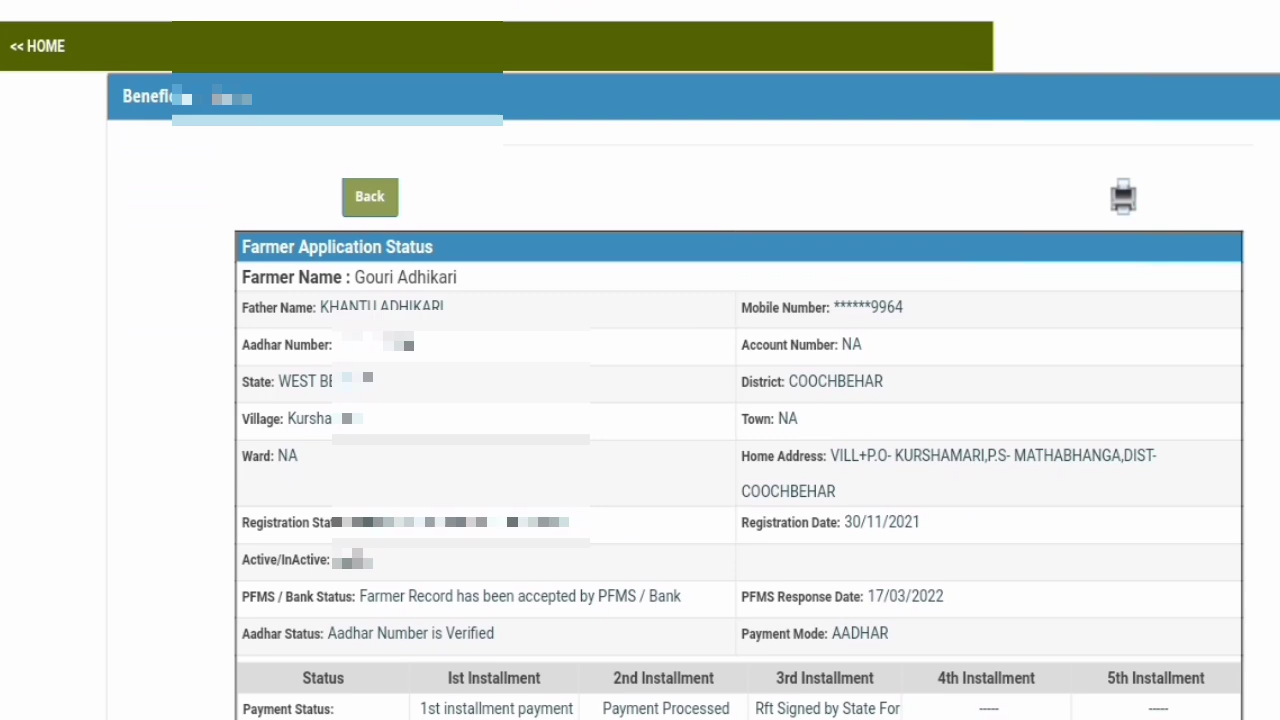 << HOME
Back
Farmer Application Status
Farmer Name : Gouri Adhikari
Father Name: KHANTU ADHIKARI Mobile Number: ******9964
Aadhar Number: Account Number: NA
State: WEST District: COOCHBEHAR
Village: Town: NA
Ward: NA Home Address: VILL+P.O- KURSHAMARI,P.S- MATHABHANGA,DIST-
COOCHBEHAR
Registration Registration Date: 30/11/2021
Active/InActive:
PFMS / Bank Status: Farmer Record has been accepted by PFMS / Bank PFMS Response Date: 17/03/2022
Aadhar Status: Aadhar Number is Verified Payment Mode: AADHAR
Status Ist Installment 2nd Installment 3rd Installment 4th Installment 5th Installment
Payment Status: 1st installment payment Payment Processed Rft Signed by State For ----- -----